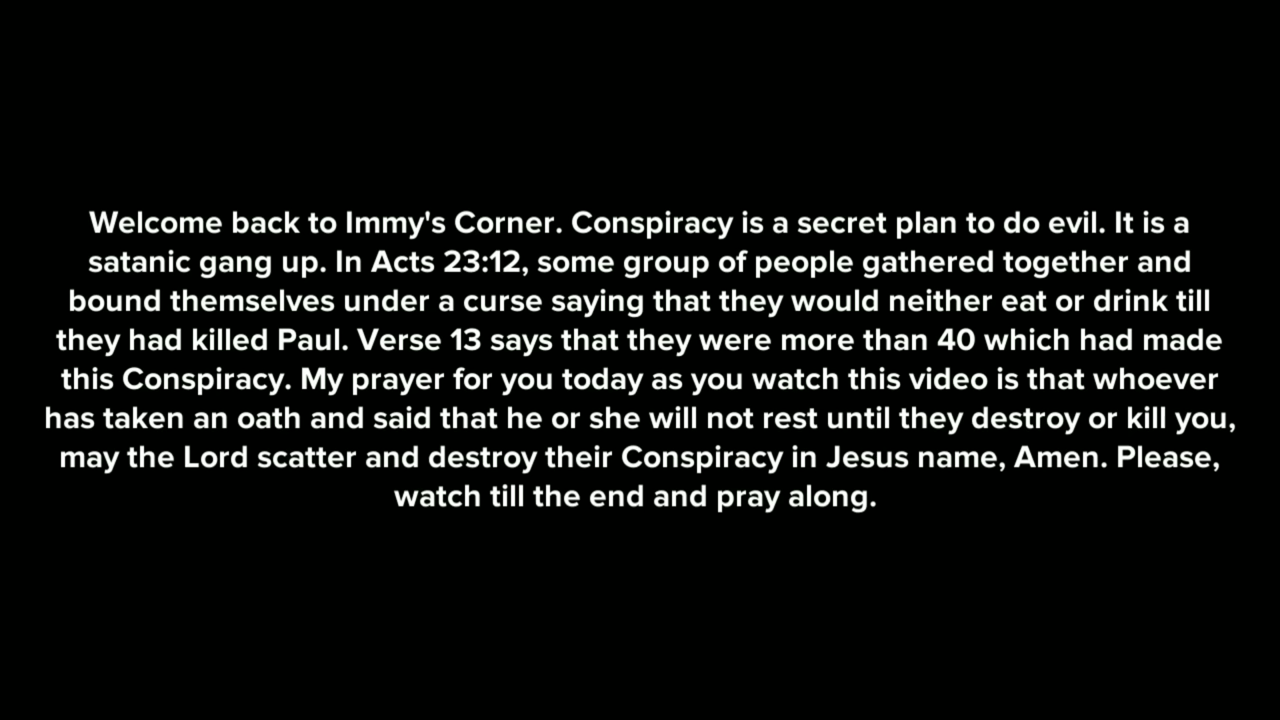 Welcome back to Immy's Corner. Conspiracy is a secret plan to do evil. It is a
satanic gang up. In Acts 23:12, some group of people gathered together and
bound themselves under a curse saying that they would neither eat or drink till
they had killed Paul. Verse 13 says that they were more than 40 which had made
this Conspiracy. My prayer for you today as you watch this video is that whoever
has taken an oath and said that he or she will not rest until they destroy or kill you,
may the Lord scatter and destroy their Conspiracy in Jesus name, Amen. Please,
watch till the end and pray along.